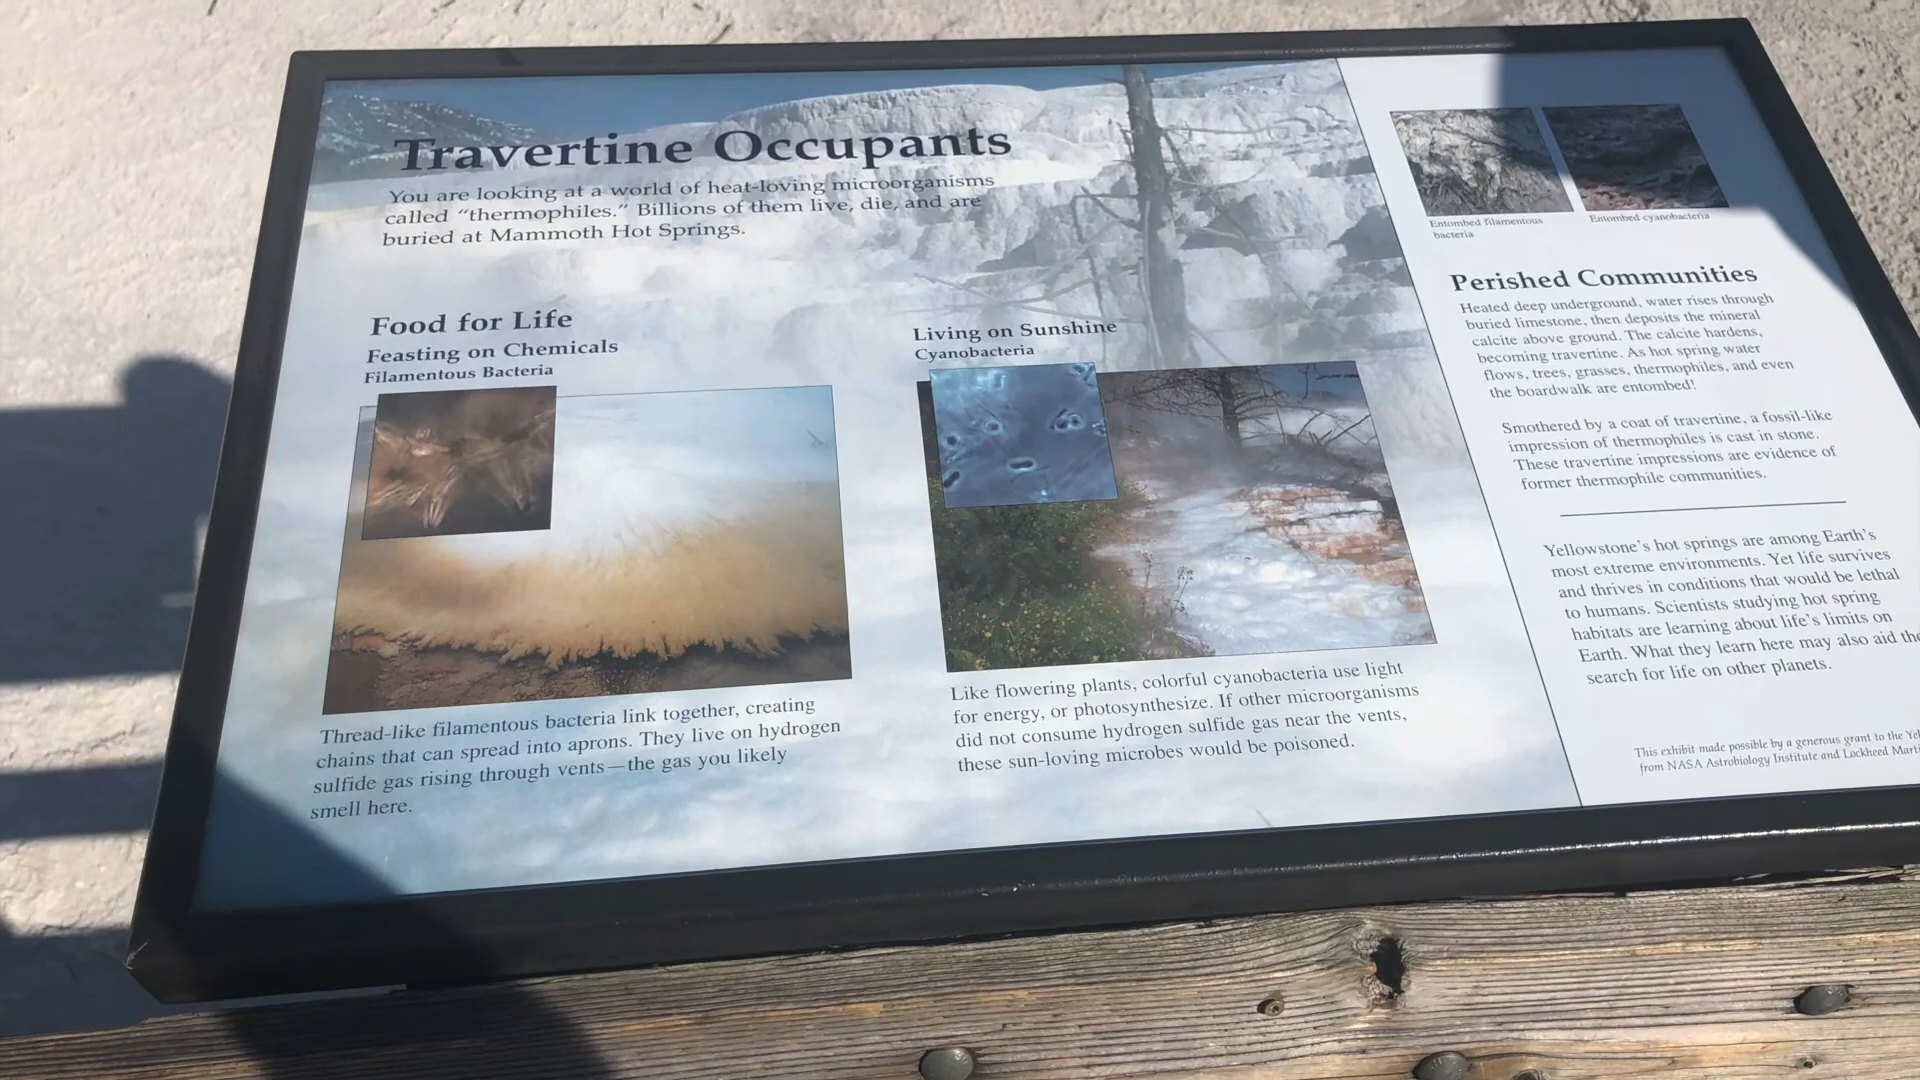 Travertine Occupants
You are looking at a world of heat-loving microorganisms
called “thermophiles.” Billions of them live, die, and are
buried at Mammoth Hot Springs.
Food for Life
Feasting on Chemicals
Filamentous Bacteria
Thread-like filamentous bacteria link together, creating
chains that can spread into aprons. They live on hydrogen
sulfide gas rising through vents—the gas you likely
smell here.
Living on Sunshine
Cyanobacteria
Like flowering plants, colorful cyanobacteria use light
for energy, or photosynthesize. If other microorganisms
did not consume hydrogen sulfide gas near the vents,
these sun-loving microbes would be poisoned.
Entombed filamentous
bacteria
Entombed cyanobacteria
Perished Communities
Heated deep underground, water rises through
buried limestone, then deposits the mineral
calcite above ground. The calcite hardens,
becoming travertine. As hot spring water
flows, trees, grasses, thermophiles, and even
the boardwalk are entombed!
Smothered by a coat of travertine, a fossil-like
impression of thermophiles is cast in stone.
These travertine impressions are evidence of
former thermophile communities.
Yellowstone’s hot springs are among Earth’s
most extreme environments. Yet life survives
and thrives in conditions that would be lethal
to humans. Scientists studying hot spring
habitats are learning about life’s limits on
Earth. What they learn here may also aid the
search for life on other planets.
This exhibit made possible by a generous grant to the
from NASA Astrobiology Institute and Lockheed